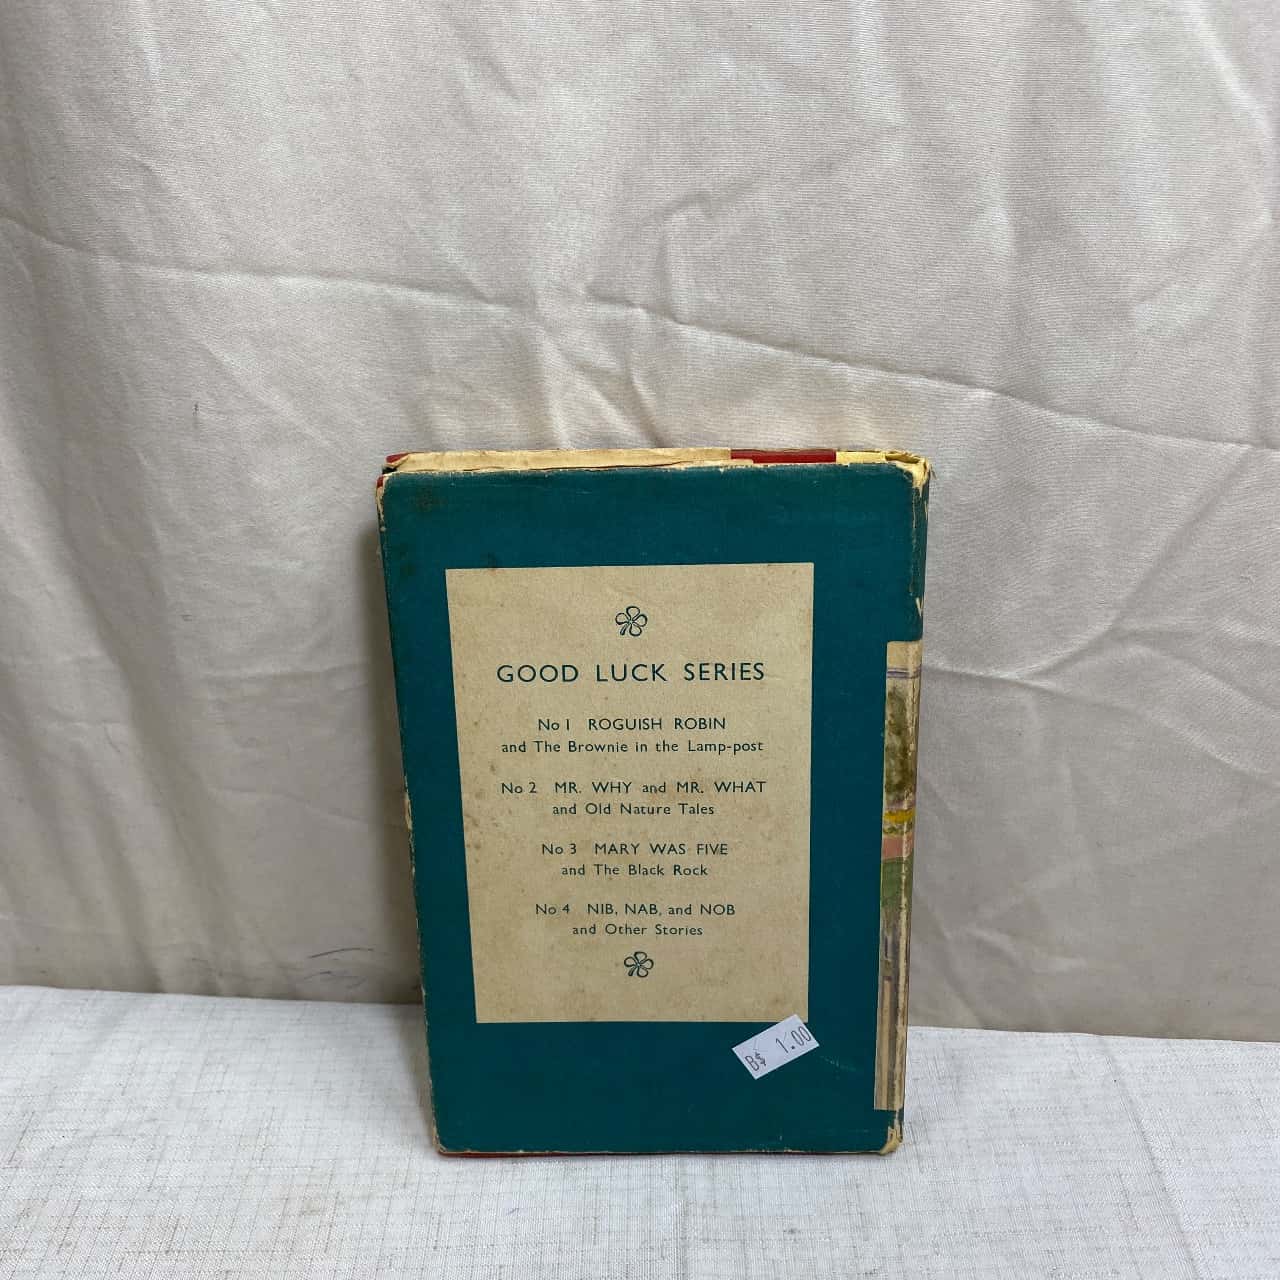 GOOD LUCK SERIES
No 1 ROGUISH ROBIN
and The Brownie in the Lamp-post
No 2 MR. WHY and MR. WHAT
and Old Nature Tales
No 3 MARY WAS FIVE
and The Black Rock
No 4 NIB, NAB, and NOB
and Other Stories
B$ 1.00